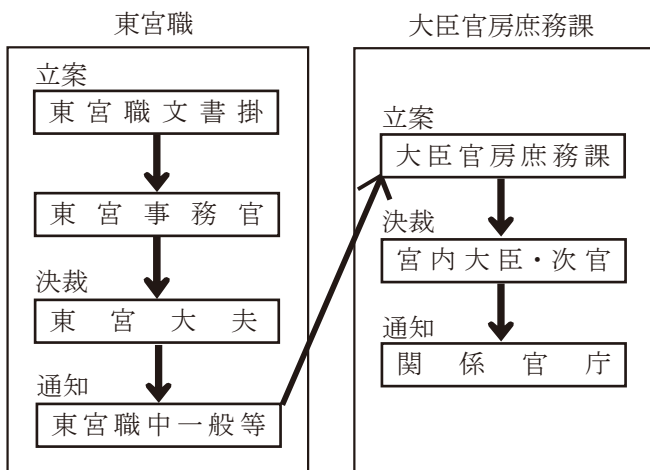 東宮職
立案
東宮職文書掛
東宮事務官
決裁
東宮大夫
通知
東宮職中一般等
大臣官房庶務課
立案
大臣官房庶務課
決裁
宮内大臣・次官
通知
関係官庁